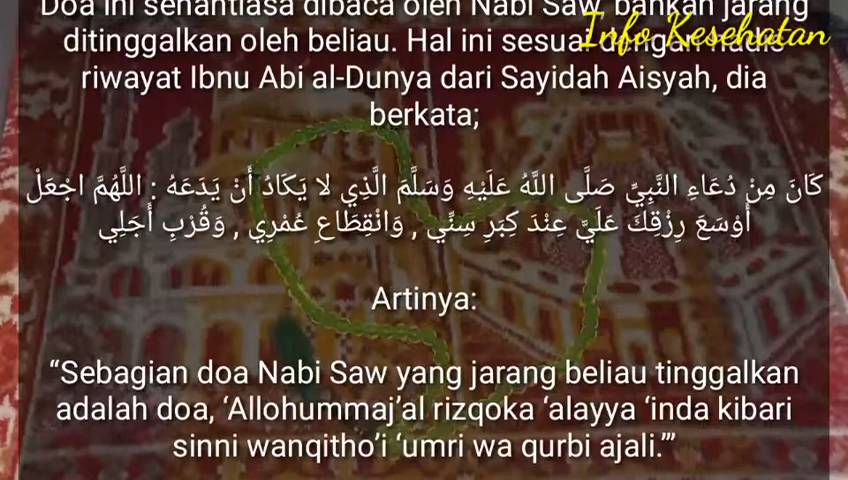 Doa ini senantiasa dibaca oleh Nabi Saw, bahkan jarang
ditinggalkan oleh beliau. Hal ini sesuai dengan hadis
Info Kesehatan
riwayat Ibnu Abi al-Dunya dari Sayidah Aisyah, dia
berkata;
كَانَ مِنْ دُعَاءِ النَّبِيِّ صَلَّى اللَّهُ عَلَيْهِ وَسَلَّمَ الَّذِي لا يَكَادُ أَنْ يَدَعَهُ : اللَّهُمَّ اجْعَلْ
أَوْسَعَ رِزْقِكَ عَلَيَّ عِنْدَ كِبَرِ سِنِّي , وَانْقِطَاعِ عُمْرِي , وَقُرْبِ أَجَلِي
Artinya:
“Sebagian doa Nabi Saw yang jarang beliau tinggalkan
adalah doa, ‘Allohummaj’al rizqoka ‘alayya ‘inda kibari
sinni wanqitho’i ‘umri wa qurbi ajali.’”